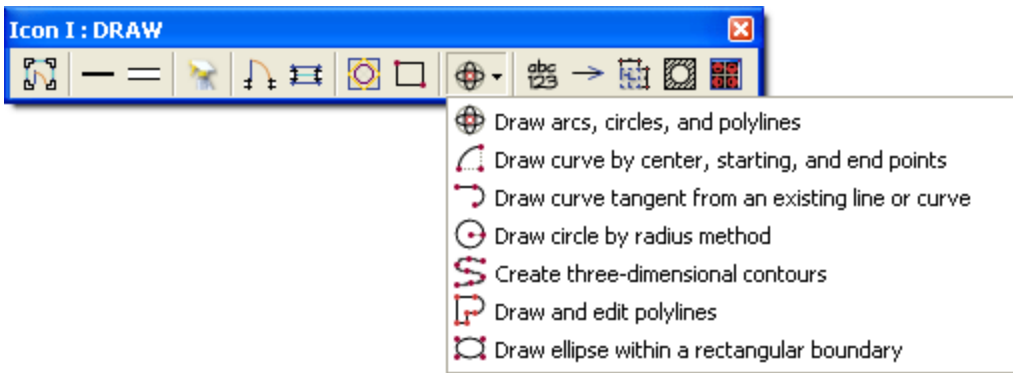 Icon I : DRAW
abc
123
Draw arcs, circles, and polylines
Draw curve by center, starting, and end points
Draw curve tangent from an existing line or curve
Draw circle by radius method
Create three-dimensional contours
Draw and edit polylines
Draw ellipse within a rectangular boundary